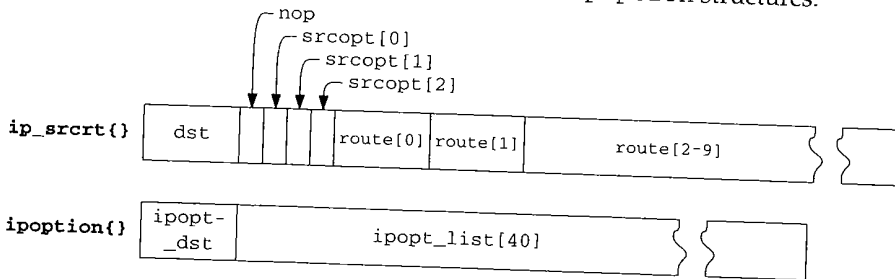 structures.
nop
srcopt[0]
srcopt[1]
srcopt[2]
ip_srcrt{}
dst
route[0]
route[1]
route[2-9]
ipoption{}
ipopt-
_dst
ipopt_list[40]